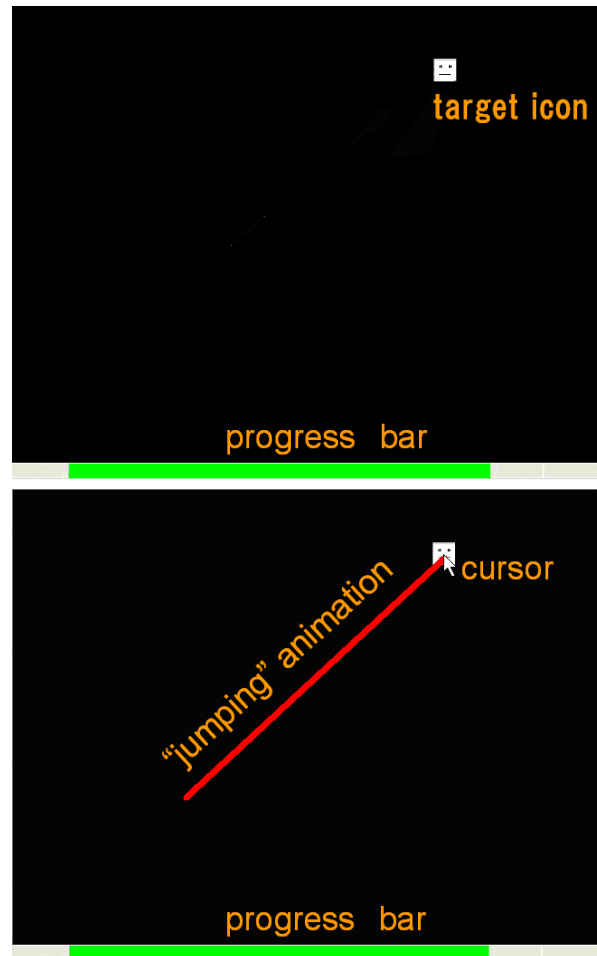 target icon
progress bar
cursor
“jumping” animation
progress bar